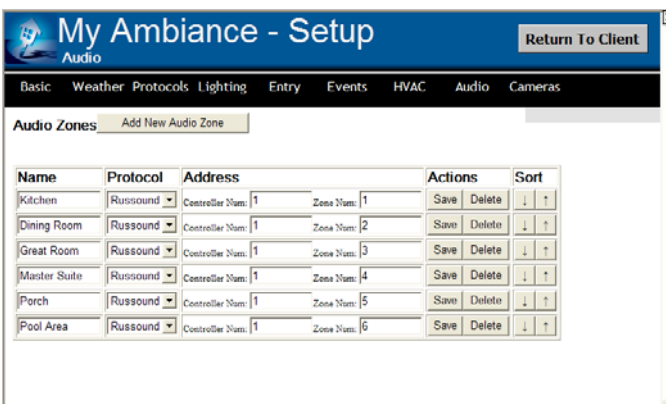 My Ambiance - Setup
Audio
Return To Client
Basic Weather Protocols Lighting Entry Events HVAC Audio Cameras
Audio Zones Add New Audio Zone
Name Protocol Address Actions Sort
Kitchen Russound Controller Num: 1 Zone Num: 1 Save Delete ↓ ↑
Dining Room Russound Controller Num: 1 Zone Num: 2 Save Delete ↓ ↑
Great Room Russound Controller Num: 1 Zone Num: 3 Save Delete ↓ ↑
Master Suite Russound Controller Num: 1 Zone Num: 4 Save Delete ↓ ↑
Porch Russound Controller Num: 1 Zone Num: 5 Save Delete ↓ ↑
Pool Area Russound Controller Num: 1 Zone Num: 6 Save Delete ↓ ↑